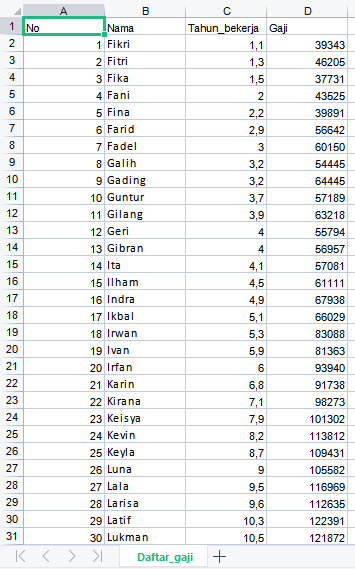 A B C D
1 No Nama Tahun_bekerja Gaji
2 1 Fikri 1,1 39343
3 2 Fitri 1,3 46205
4 3 Fika 1,5 37731
5 4 Fani 2 43525
6 5 Fina 2,2 39891
7 6 Farid 2,9 56642
8 7 Fadel 3 60150
9 8 Galih 3,2 54445
10 9 Gading 3,2 64445
11 10 Guntur 3,7 57189
12 11 Gilang 3,9 63218
13 12 Geri 4 55794
14 13 Gibran 4 56957
15 14 Ita 4,1 57081
16 15 Ilham 4,5 61111
17 16 Indra 4,9 67938
18 17 Ikbal 5,1 66029
19 18 Irwan 5,3 83088
20 19 Ivan 5,9 81363
21 20 Irfan 6 93940
22 21 Karin 6,8 91738
23 22 Kirana 7,1 98273
24 23 Keisya 7,9 101302
25 24 Kevin 8,2 113812
26 25 Keyla 8,7 109431
27 26 Luna 9 105582
28 27 Lala 9,5 116969
29 28 Larisa 9,6 112635
30 29 Latif 10,3 122391
31 30 Lukman 10,5 121872
Daftar_gaji